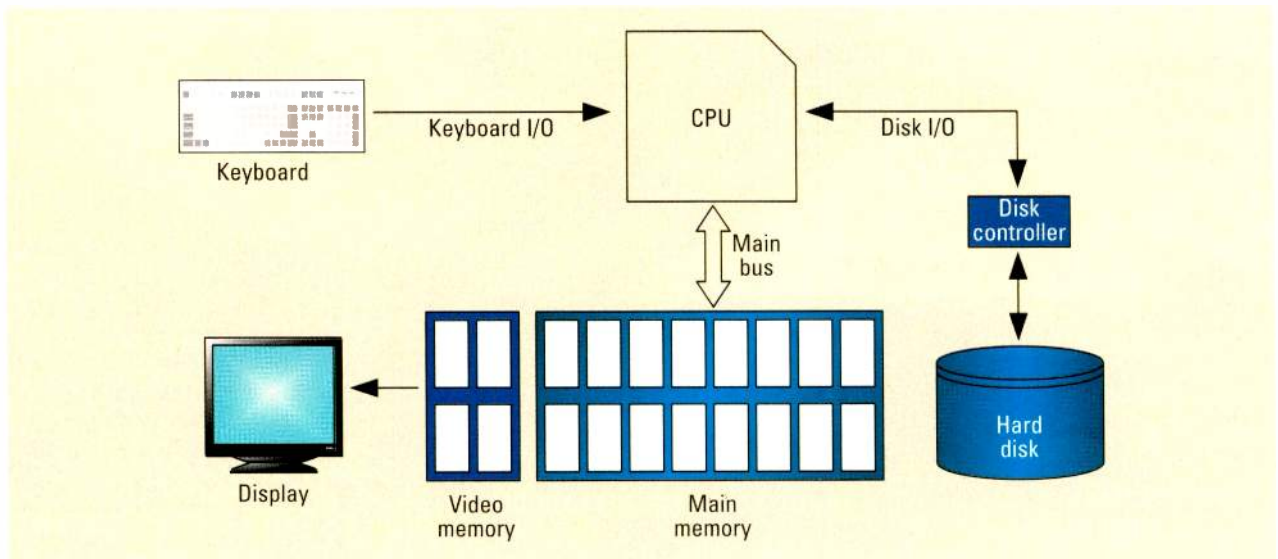 CPU
Keyboard I/O
Disk I/O
Keyboard
Disk
controller
Main
bus
Hard
disk
Display
Video
memory
Main
memory